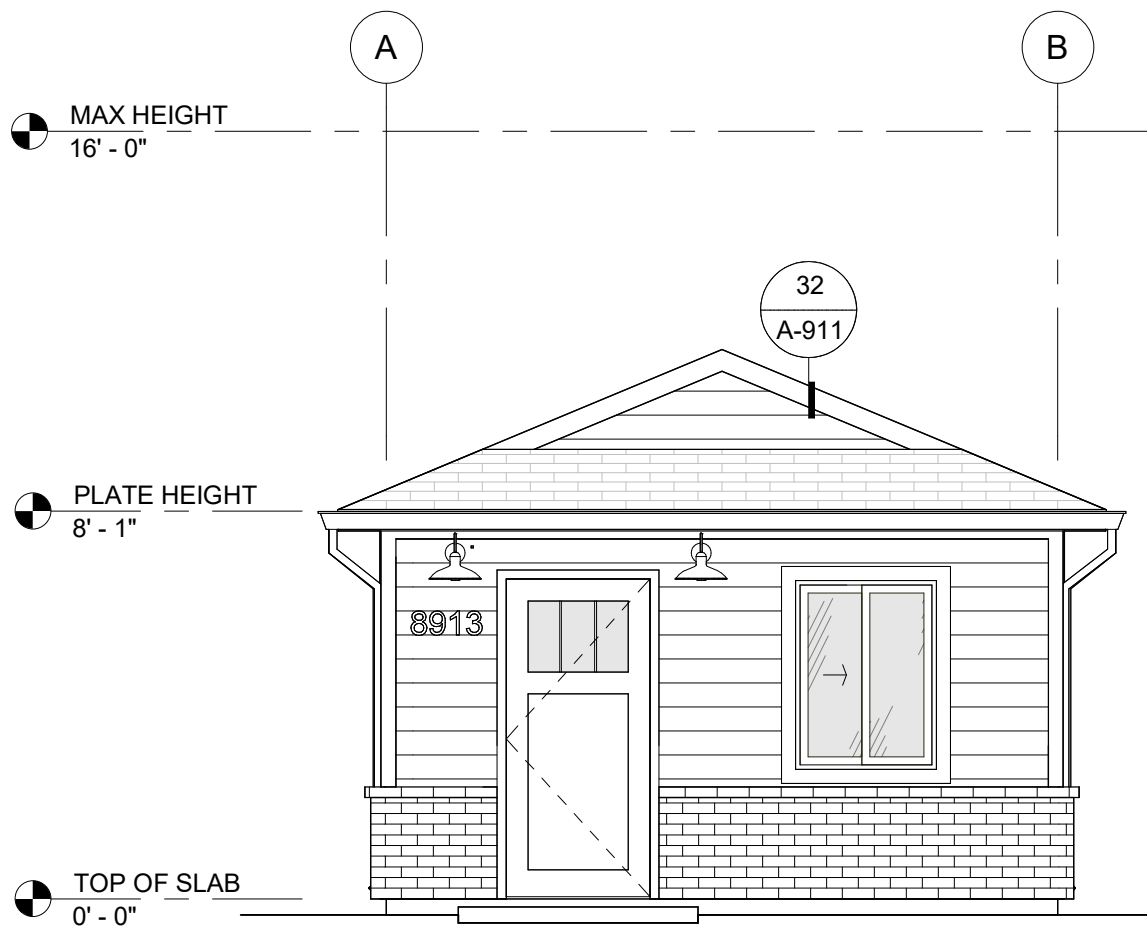 A
B
MAX HEIGHT
16' - 0"
32
A-911
PLATE HEIGHT
8' - 1"
8913
TOP OF SLAB
0' - 0"